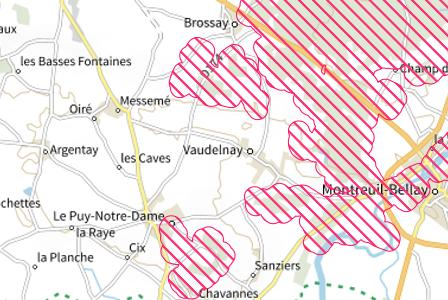 Brossay
aux
les Basses Fontaines
Champ d
Messemé
Oiré
la
Argentay
Vaudelnay
les Caves
Montreuil-Bellay
chettes
Le Puy-Notre-Dame
la Raye
Cix
la Planche
Sanziers
Chavannes